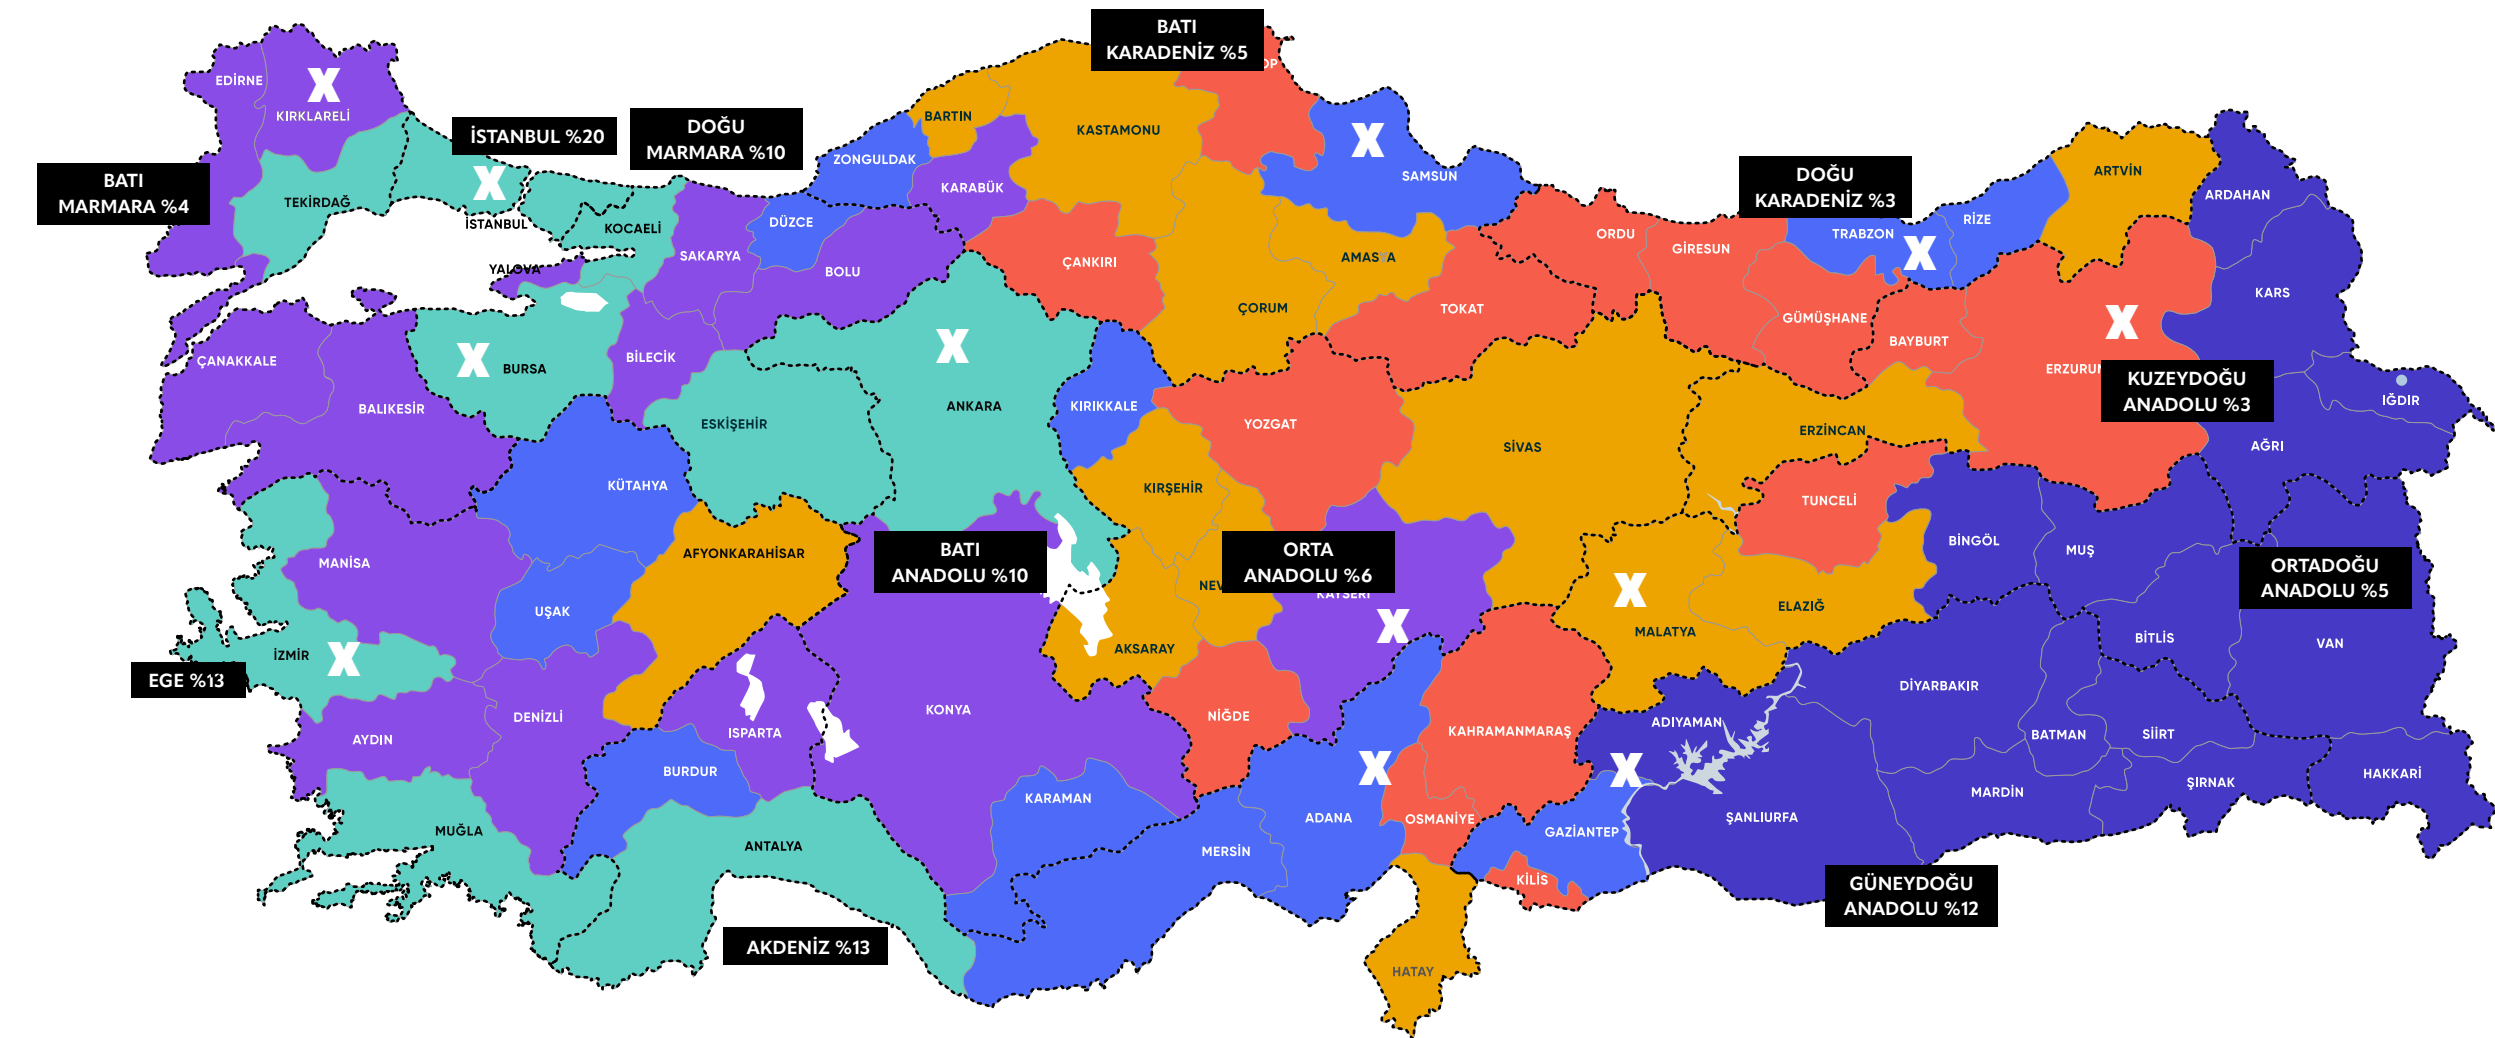 BATI
KARADENİZ %5
EDİRNE
X
KIRKLARELİ
BARTIN
KASTAMONU
X
SAMSUN
İSTANBUL %20
DOĞU
MARMARA %10
ZONGULDAK
KARABÜK
BATI
MARMARA %4
TEKİRDAĞ
X
İSTANBUL
KOCAELİ
SAKARYA
DÜZCE
BOLU
YALOVA
ÇANKIRI
ÇORUM
AMASYA
TOKAT
ORDU
GİRESUN
DOĞU
KARADENİZ %3
TRABZON
X
RİZE
ARTVİN
ARDAHAN
KARS
GÜMÜŞHANE
BAYBURT
X
ERZURUM
KUZEYDOĞU
ANADOLU %3
IĞDIR
AĞRI
ÇANAKKALE
BALIKESİR
X
BURSA
BİLECİK
ESKİŞEHİR
X
ANKARA
KIRIKKALE
YOZGAT
SİVAS
ERZİNCAN
TUNCELİ
BİNGÖL
MUŞ
KÜTAHYA
KIRŞEHİR
MANİSA
AFYONKARAHİSAR
UŞAK
BATI
ANADOLU %10
NEV
ORTA
ANADOLU %6
KAYSERİ
X
X
MALATYA
ELAZIĞ
ORTADOĞU
ANADOLU %5
BİTLİS
VAN
İZMİR
X
EGE %13
AKSARAY
DİYARBAKIR
AYDIN
DENİZLİ
ISPARTA
KONYA
NİĞDE
KAHRAMANMARAŞ
ADIYAMAN
BATMAN
SİİRT
BURDUR
KARAMAN
X
X
MARDİN
ŞIRNAK
HAKKARİ
MUĞLA
ANTALYA
MERSİN
ADANA
OSMANİYE
GAZİANTEP
ŞANLIURFA
KİLİS
GÜNEYDOĞU
ANADOLU %12
AKDENİZ %13
HATAY